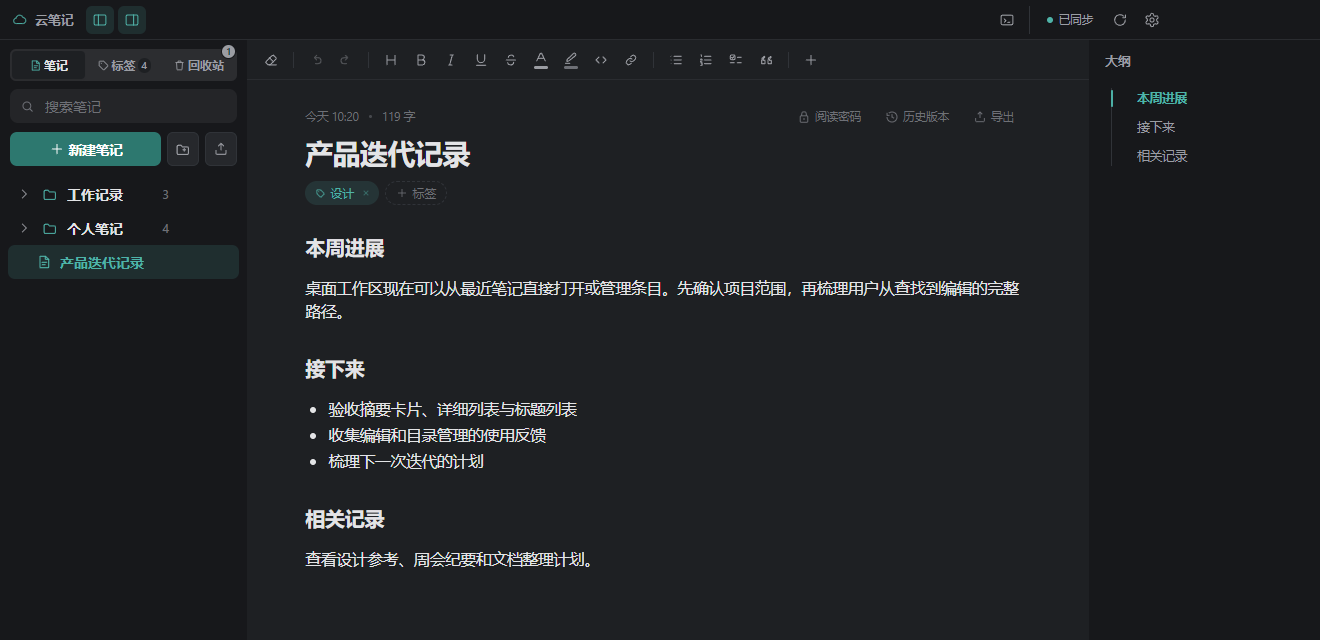 云笔记
已同步
笔记
标签 4
回收站 1
搜索笔记
+ 新建笔记
工作记录 3
个人笔记 4
产品迭代记录
H B I U S A
今天 10:20 • 119 字
阅读密码
历史版本
导出
产品迭代记录
设计 ×
+ 标签
本周进展
桌面工作区现在可以从最近笔记直接打开或管理条目。先确认项目范围，再梳理用户从查找到编辑的完整
路径。
接下来
• 验收摘要卡片、详细列表与标题列表
• 收集编辑和目录管理的使用反馈
• 梳理下一次迭代的计划
相关记录
查看设计参考、周会纪要和文档整理计划。
大纲
本周进展
接下来
相关记录